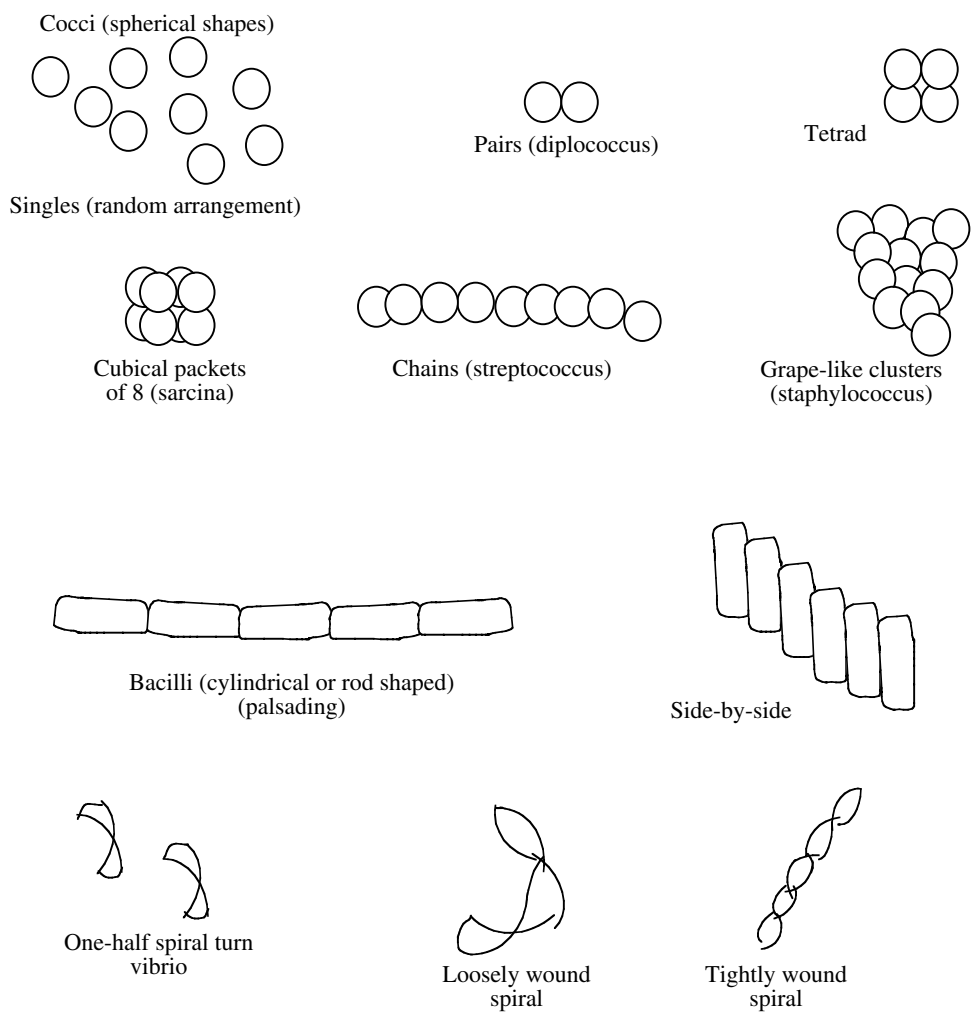 Cocci (spherical shapes)
Singles (random arrangement)
Pairs (diplococcus)
Tetrad
Cubical packets
of 8 (sarcina)
Chains (streptococcus)
Grape-like clusters
(staphylococcus)
Bacilli (cylindrical or rod shaped)
(palsading)
Side-by-side
One-half spiral turn
vibrio
Loosely wound
spiral
Tightly wound
spiral